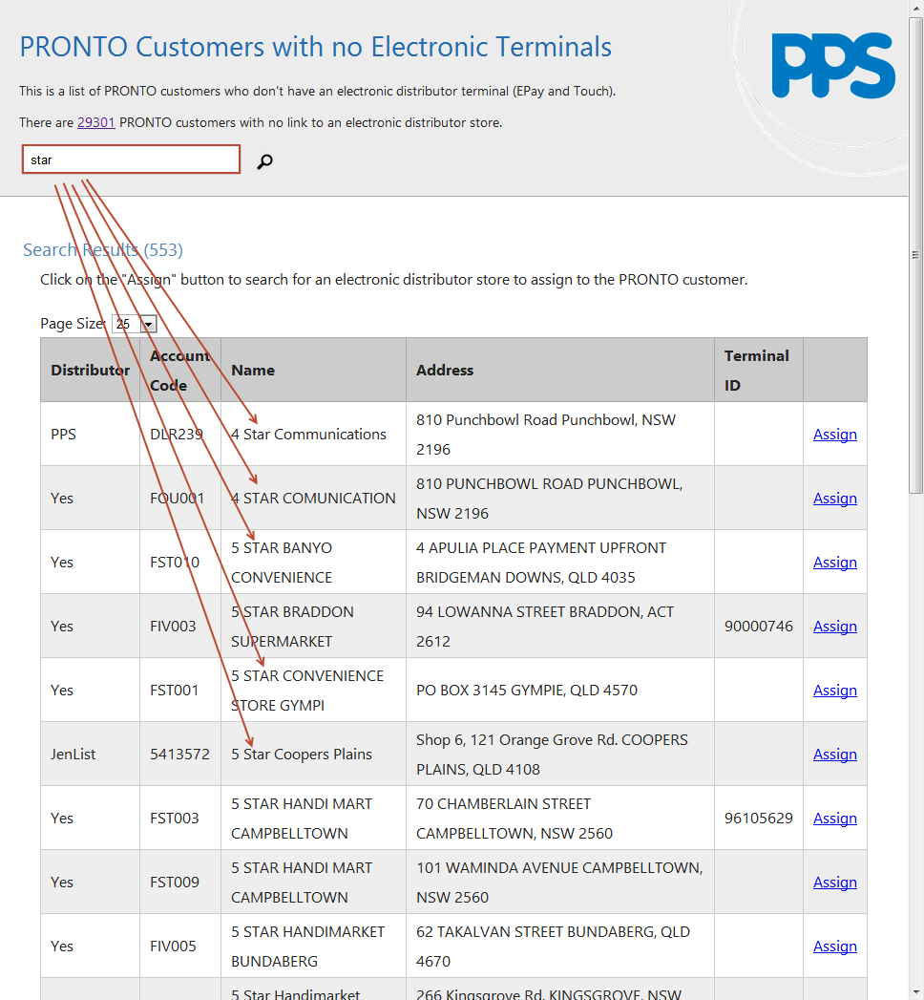 PRONTO Customers with no Electronic Terminals
PPS
This is a list of PRONTO customers who don't have an electronic distributor terminal (EPay and Touch).
There are 29301 PRONTO customers with no link to an electronic distributor store.
star
Search Results (553)
Click on the "Assign" button to search for an electronic distributor store to assign to the PRONTO customer.
Page Size: 25
Distributor Account Code Name Address Terminal ID
PPS DLR239 4 Star Communications 810 Punchbowl Road Punchbowl, NSW 2196 Assign
Yes FOU001 4 STAR COMUNICATION 810 PUNCHBOWL ROAD PUNCHBOWL, NSW 2196 Assign
Yes FST010 5 STAR BANYO CONVENIENCE 4 APULIA PLACE PAYMENT UPFRONT BRIDGEMAN DOWNS, QLD 4035 Assign
Yes FIV003 5 STAR BRADDON SUPERMARKET 94 LOWANNA STREET BRADDON, ACT 2612 90000746 Assign
Yes FST001 5 STAR CONVENIENCE STORE GYMPI PO BOX 3145 GYMPIE, QLD 4570 Assign
JenList 5413572 5 Star Coopers Plains Shop 6, 121 Orange Grove Rd. COOPERS PLAINS, QLD 4108 Assign
Yes FST003 5 STAR HANDI MART CAMPBELLTOWN 70 CHAMBERLAIN STREET CAMPBELLTOWN, NSW 2560 96105629 Assign
Yes FST009 5 STAR HANDI MART CAMPBELLTOWN 101 WAMINDA AVENUE CAMPBELLTOWN, NSW 2560 Assign
Yes FIV005 5 STAR HANDIMARKET BUNDABERG 62 TAKALVAN STREET BUNDABERG, QLD 4670 Assign
5 Star Handimarket 266 Kingsgrove Rd. KINGSGROVE, NSW